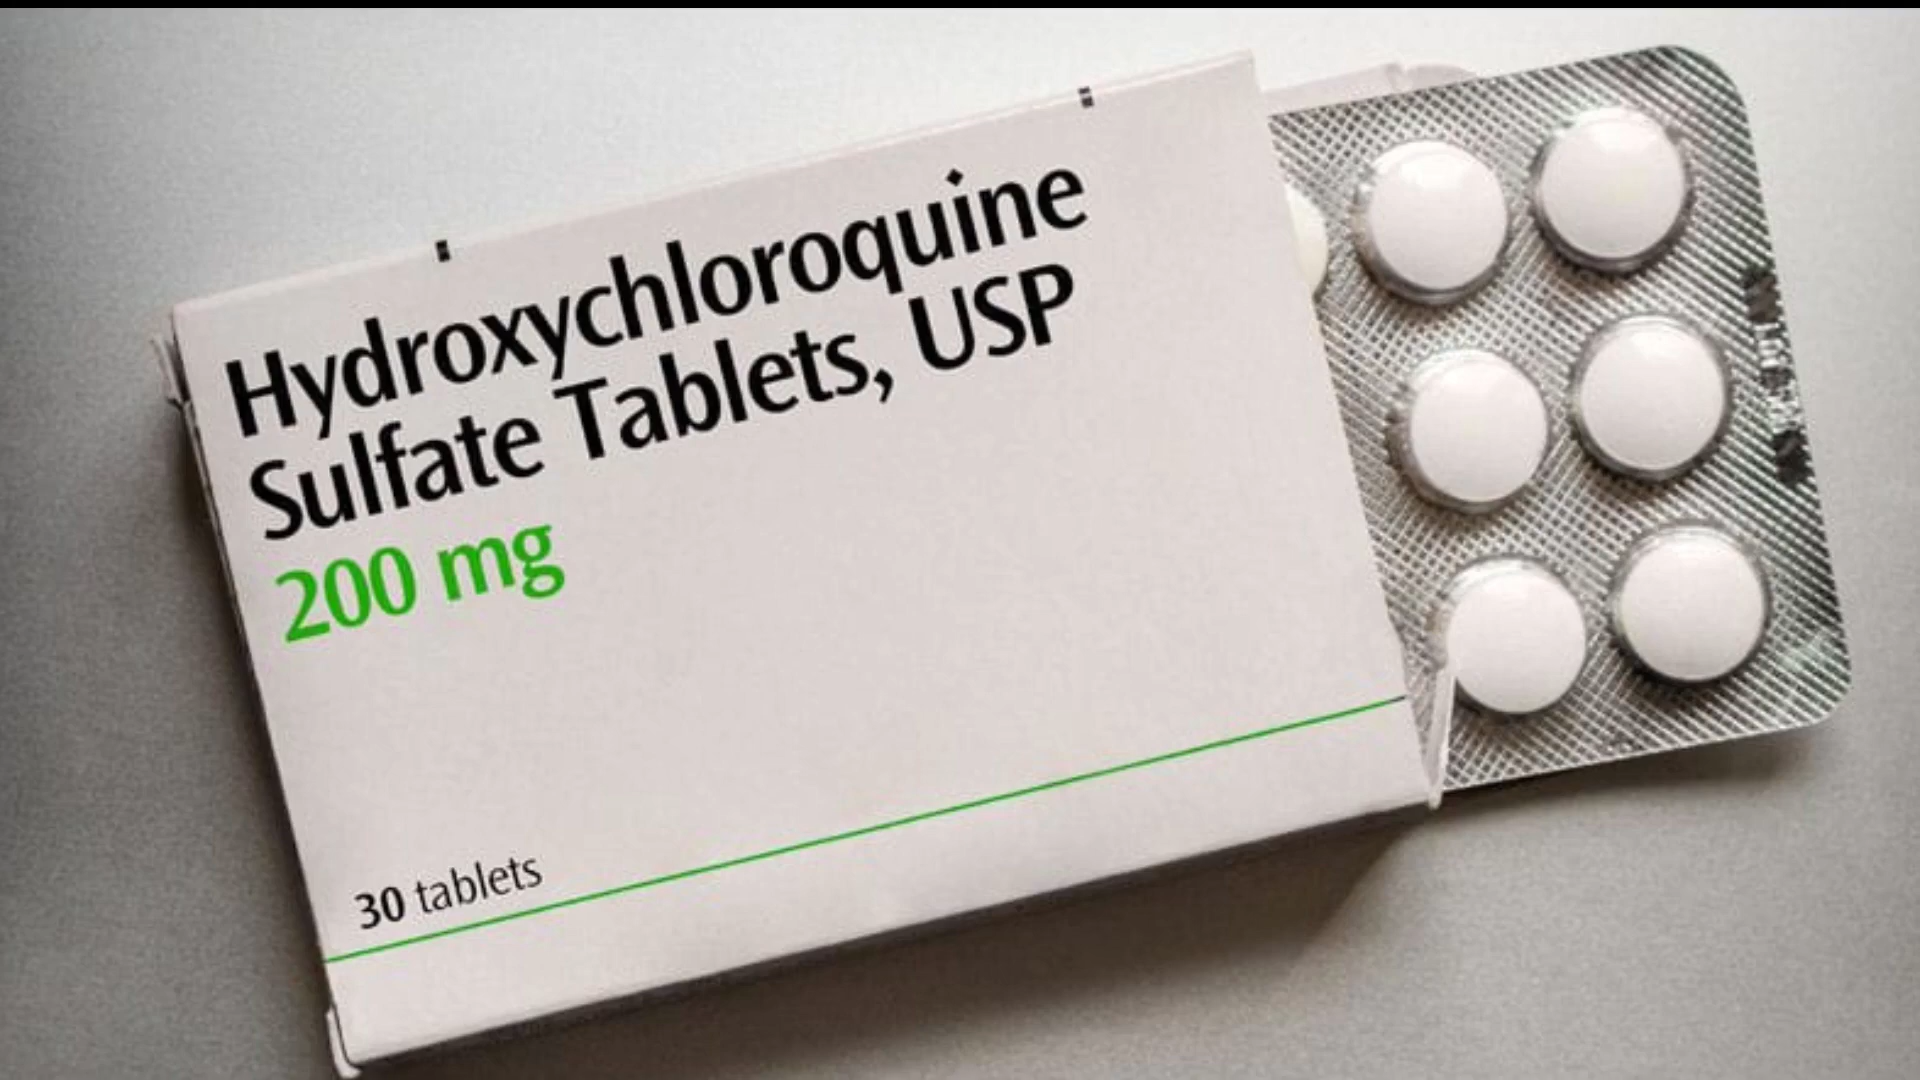 Hydroxychloroquine
Sulfate Tablets, USP
200 mg
30 tablets